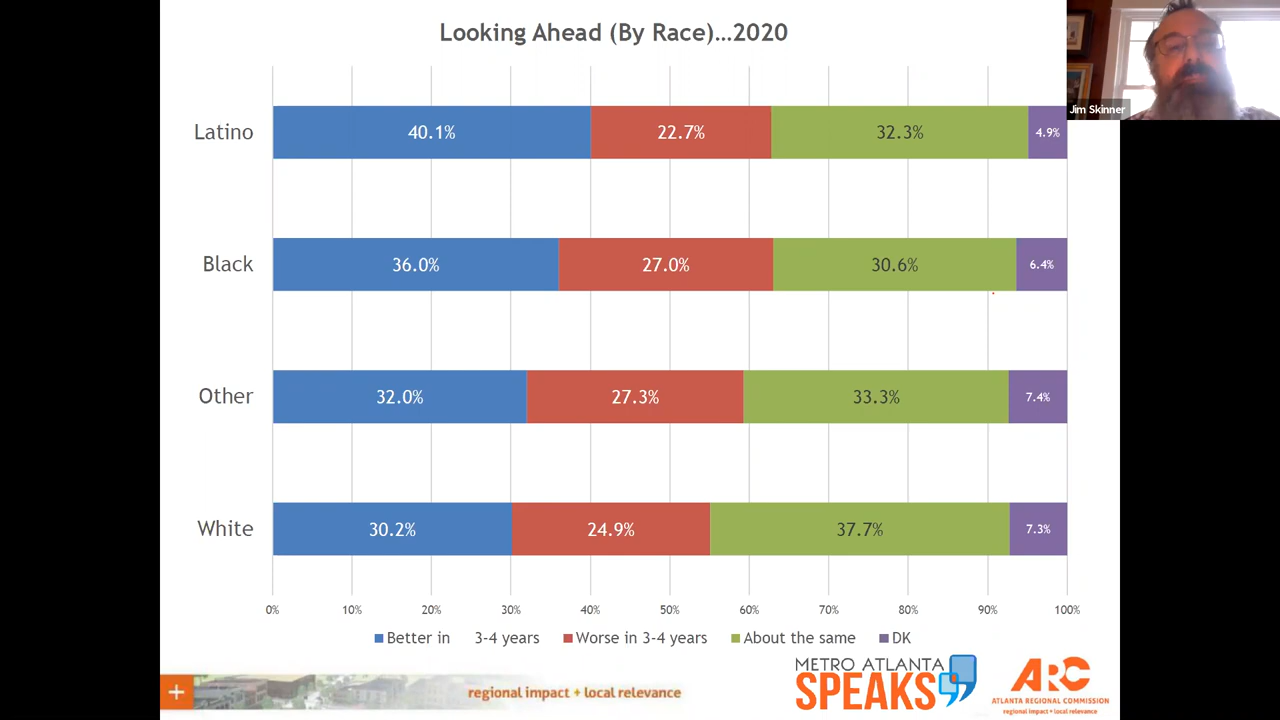 Looking Ahead (By Race)...2020
Jim Skinner
Latino 40.1% 22.7% 32.3% 4.9%
Black 36.0% 27.0% 30.6% 6.4%
Other 32.0% 27.3% 33.3% 7.4%
White 30.2% 24.9% 37.7% 7.3%
0% 10% 20% 30% 40% 50% 60% 70% 80% 90% 100%
Better in 3-4 years Worse in 3-4 years About the same DK
+ regional impact + local relevance
METRO ATLANTA
SPEAKS
ARC
ATLANTA REGIONAL COMMISSION
regional impact + local relevance